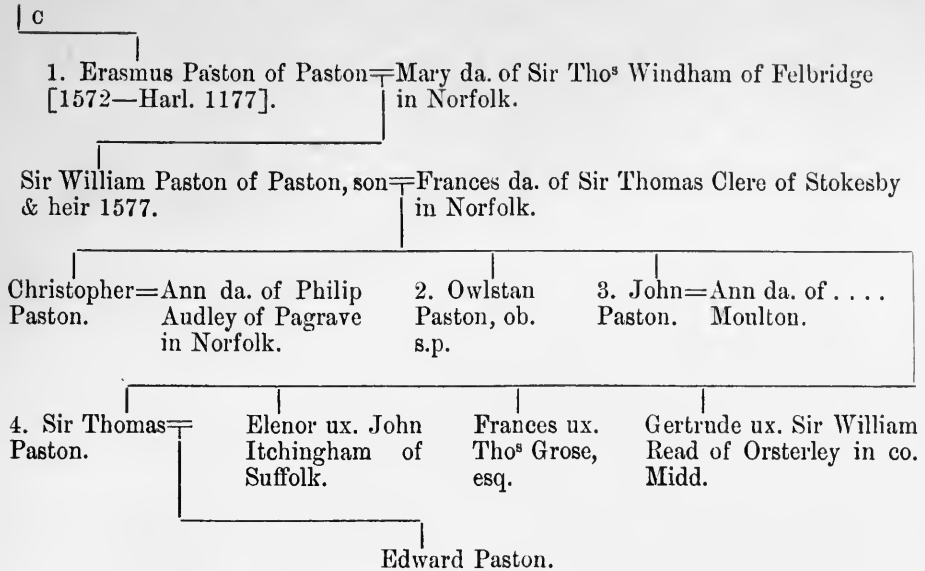 c
1. Erasmus Paston of Paston=Mary da. of Sir Thoˢ Windham of Felbridge
[1572—Harl. 1177]. in Norfolk.
Sir William Paston of Paston, son=Frances da. of Sir Thomas Clere of Stokesby
& heir 1577. in Norfolk.
Christopher=Ann da. of Philip 2. Owlstan 3. John=Ann da. of . . . .
Paston. Audley of Pagrave Paston, ob. Paston. Moulton.
in Norfolk. s.p.
4. Sir Thomas= Elenor ux. John Frances ux. Gertrude ux. Sir William
Paston. Itchingham of Thoˢ Grose, Read of Orsterley in co.
Suffolk. esq. Midd.
Edward Paston.